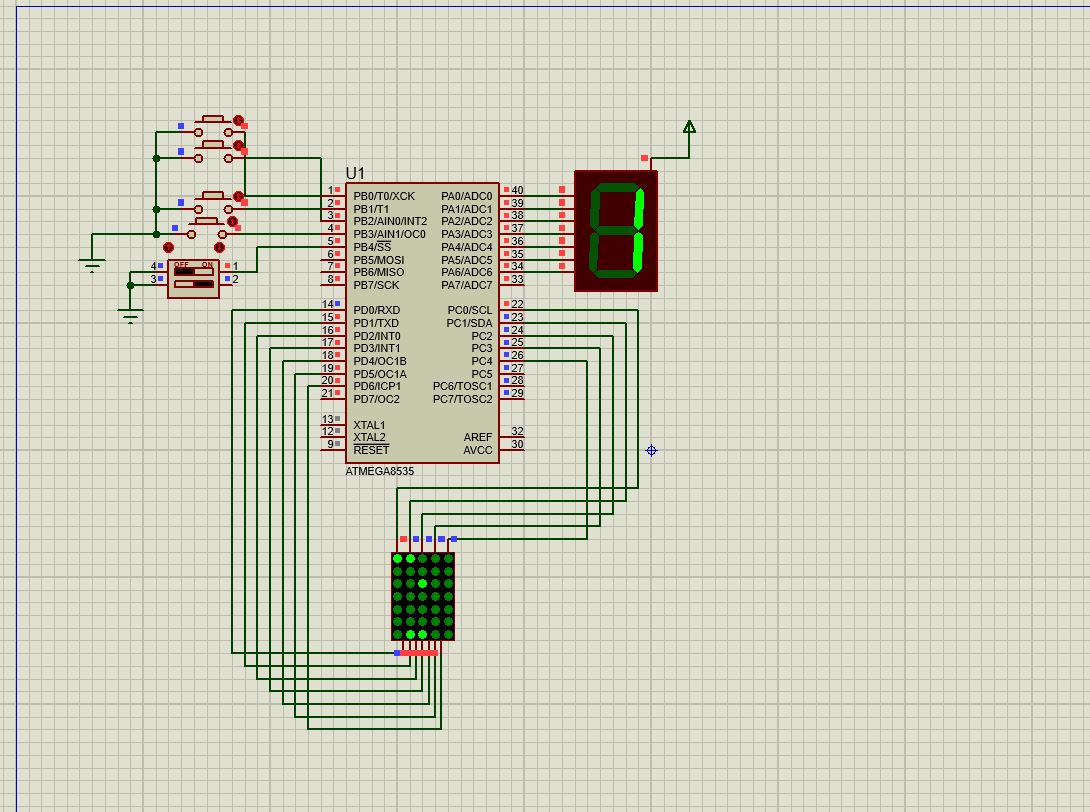 U1
1 PB0/T0/XCK PA0/ADC0 40
2 PB1/T1 PA1/ADC1 39
3 PB2/AIN0/INT2 PA2/ADC2 38
4 PB3/AIN1/OC0 PA3/ADC3 37
5 PB4/SS PA4/ADC4 36
6 PB5/MOSI PA5/ADC5 35
7 PB6/MISO PA6/ADC6 34
8 PB7/SCK PA7/ADC7 33
OFF ON
4 1
3 2
14 PD0/RXD PC0/SCL 22
15 PD1/TXD PC1/SDA 23
16 PD2/INT0 PC2 24
17 PD3/INT1 PC3 25
18 PD4/OC1B PC4 26
19 PD5/OC1A PC5 27
20 PD6/ICP1 PC6/TOSC1 28
21 PD7/OC2 PC7/TOSC2 29
13 XTAL1
12 XTAL2 AREF 32
9 RESET AVCC 30
ATMEGA8535
1